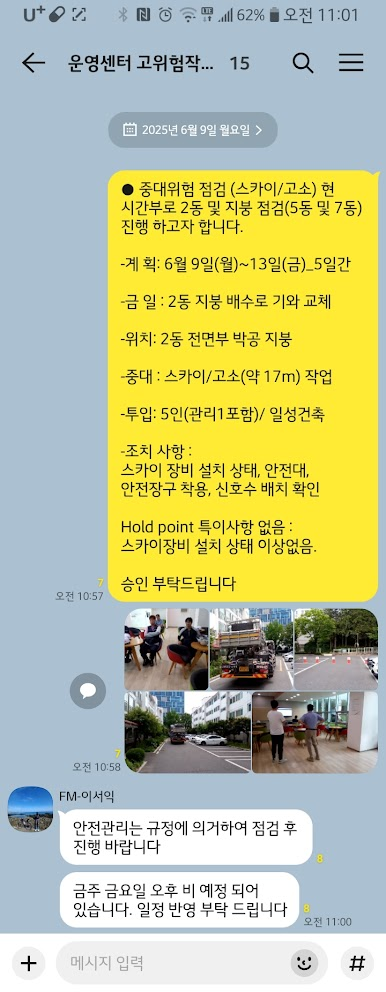 U+ LTE 62% 오전 11:01
운영센터 고위험작... 15
2025년 6월 9일 월요일
● 중대위험 점검 (스카이/고소) 현
시간부로 2동 및 지붕 점검(5동 및 7동)
진행 하고자 합니다.
-계 획: 6월 9일(월)~13일(금)_5일간
-금 일 : 2동 지붕 배수로 기와 교체
-위치: 2동 전면부 박공 지붕
-중대 : 스카이/고소(약 17m) 작업
-투입: 5인(관리1포함)/ 일성건축
-조치 사항 :
스카이 장비 설치 상태, 안전대,
안전장구 착용, 신호수 배치 확인
Hold point 특이사항 없음 :
스카이장비 설치 상태 이상없음.
승인 부탁드립니다
7
오전 10:57
7
오전 10:58
FM-이서익
안전관리는 규정에 의거하여 점검 후
진행 바랍니다
8
금주 금요일 오후 비 예정 되어
있습니다. 일정 반영 부탁 드립니다
8
오전 11:00
메시지 입력
#